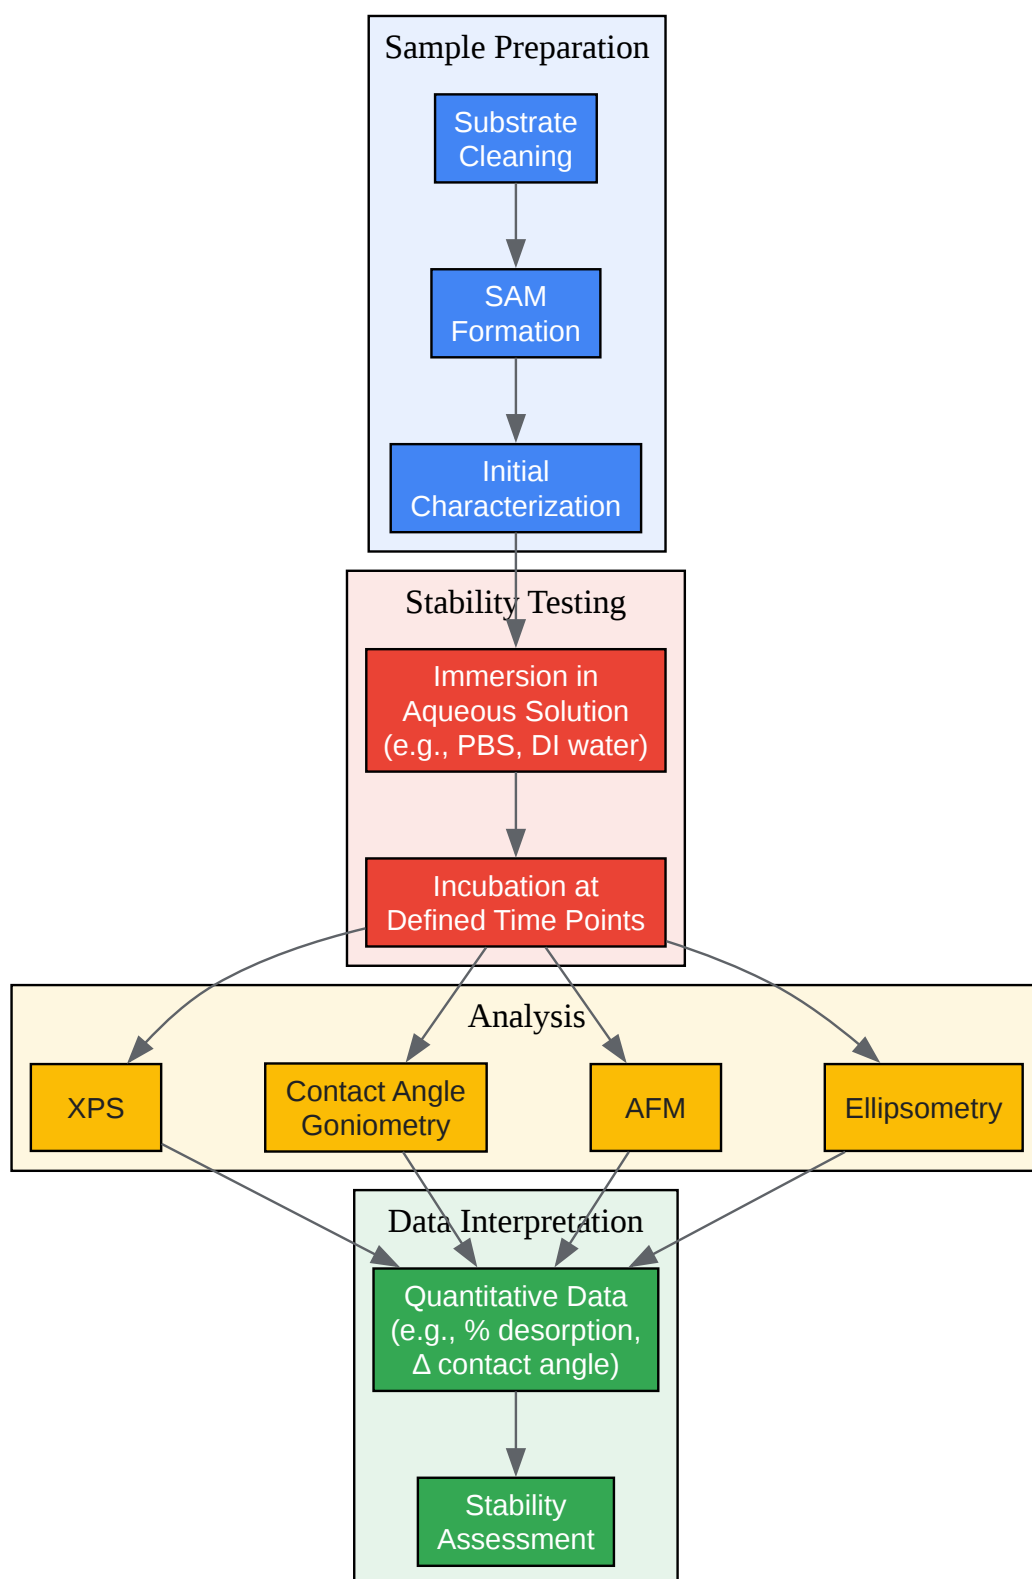 Sample Preparation
Substrate
Cleaning
SAM
Formation
Initial
Characterization
Stability Testing
Immersion in
Aqueous Solution
(e.g., PBS, DI water)
Incubation at
Defined Time Points
Analysis
XPS
Contact Angle
Goniometry
AFM
Ellipsometry
Data Interpretation
Quantitative Data
(e.g., % desorption,
Δ contact angle)
Stability
Assessment